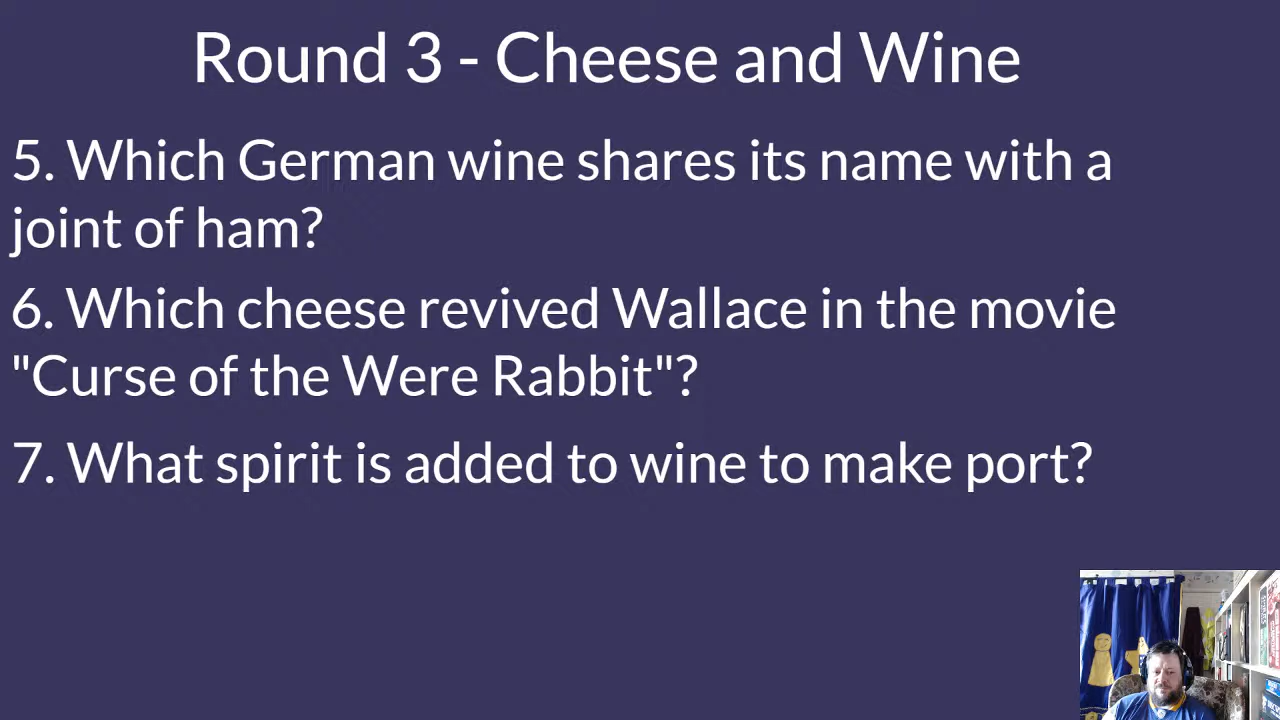 Round 3 - Cheese and Wine
5. Which German wine shares its name with a
joint of ham?
6. Which cheese revived Wallace in the movie
"Curse of the Were Rabbit"?
7. What spirit is added to wine to make port?